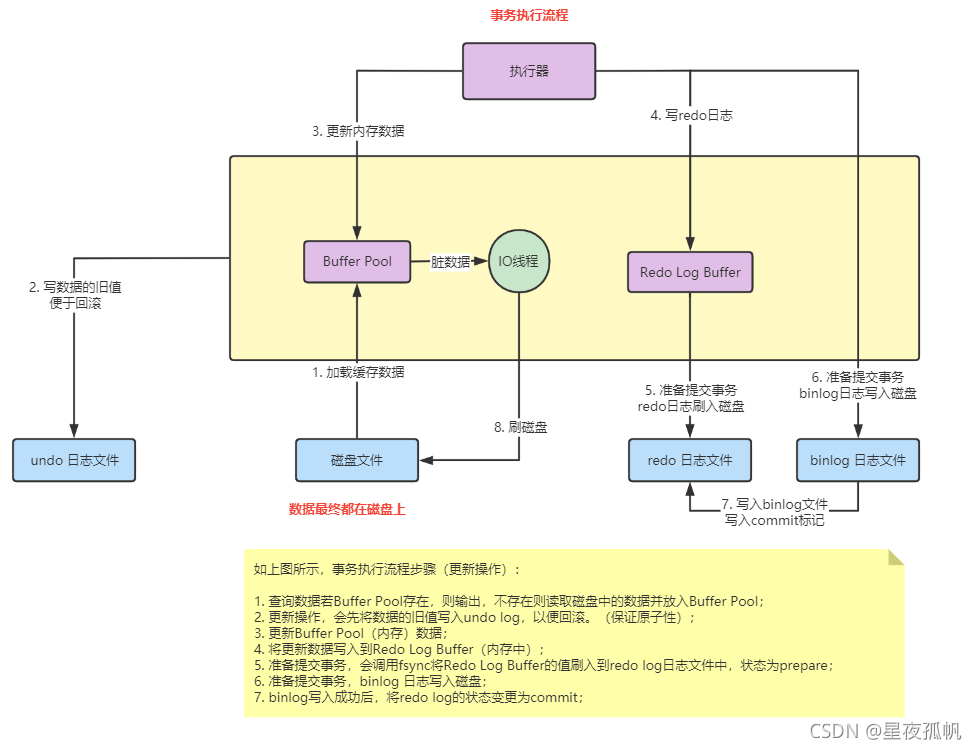 事务执行流程
执行器
3. 更新内存数据
4. 写redo日志
Buffer Pool
脏数据
IO线程
Redo Log Buffer
2. 写数据的旧值
便于回滚
1. 加载缓存数据
5. 准备提交事务
redo日志刷入磁盘
6. 准备提交事务
binlog日志写入磁盘
8. 刷磁盘
undo 日志文件
磁盘文件
redo 日志文件
binlog 日志文件
7. 写入binlog文件
写入commit标记
数据最终都在磁盘上
如上图所示，事务执行流程步骤（更新操作）：
1. 查询数据若Buffer Pool存在，则输出，不存在则读取磁盘中的数据并放入Buffer Pool；
2. 更新操作，会先将数据的旧值写入undo log，以便回滚。（保证原子性）；
3. 更新Buffer Pool（内存）数据；
4. 将更新数据写入到Redo Log Buffer（内存中）；
5. 准备提交事务，会调用fsync将Redo Log Buffer的值刷入到redo log日志文件中，状态为prepare；
6. 准备提交事务，binlog 日志写入磁盘；
7. binlog写入成功后，将redo log的状态变更为commit；
CSDN @星夜孤帆